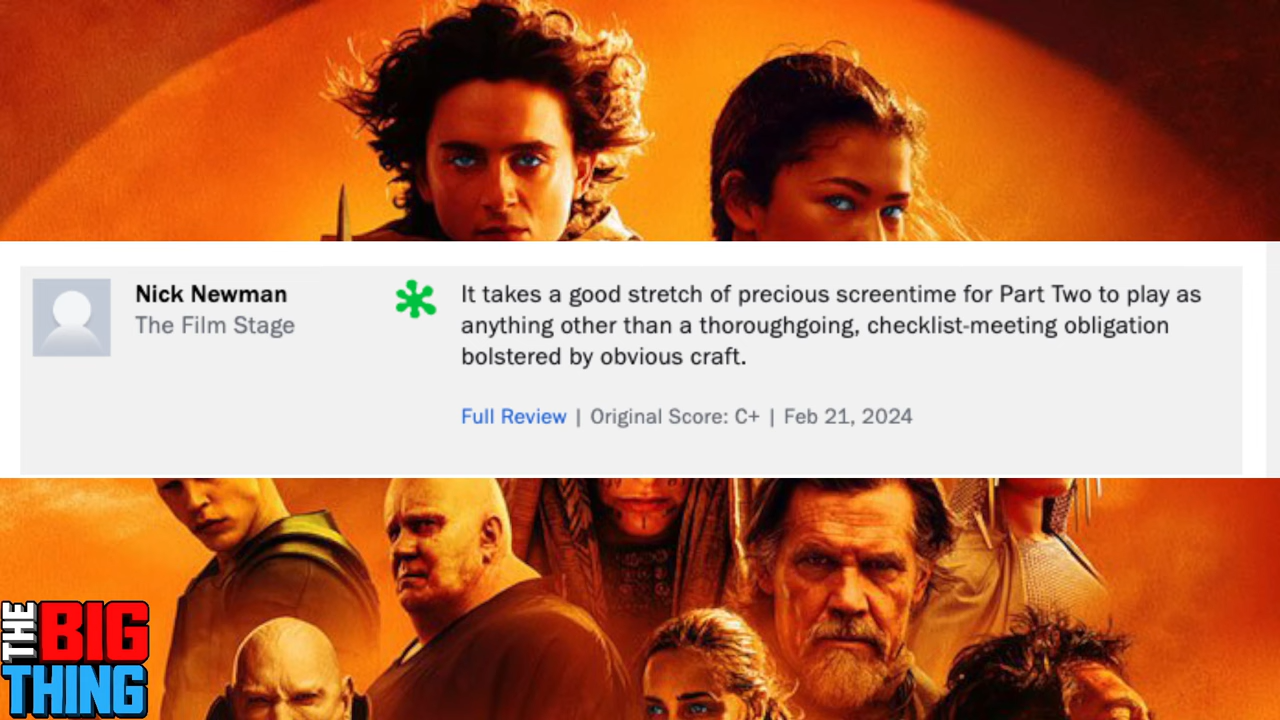 Nick Newman
The Film Stage
It takes a good stretch of precious screentime for Part Two to play as
anything other than a thoroughgoing, checklist-meeting obligation
bolstered by obvious craft.
Full Review | Original Score: C+ | Feb 21, 2024
THE BIG
THING